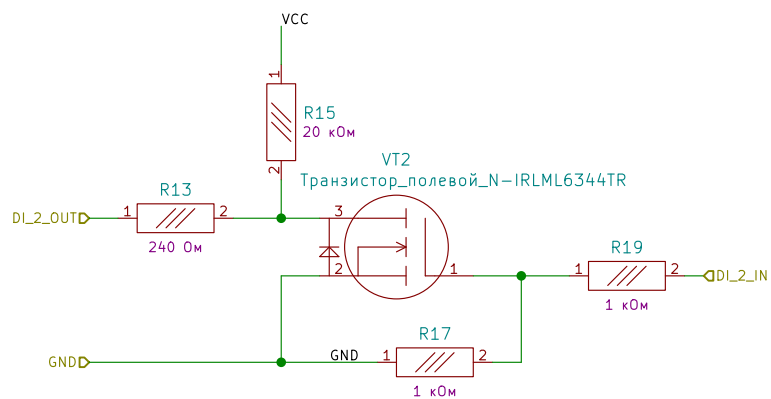 VCC
1
R15
20 кОм
2
VT2
Транзистор_полевой_N-IRLML6344TR
R13
DI_2_OUT
1
2
240 Ом
3
2
1
R19
1
2
DI_2_IN
1 кОм
GND
GND
R17
1
2
1 кОм